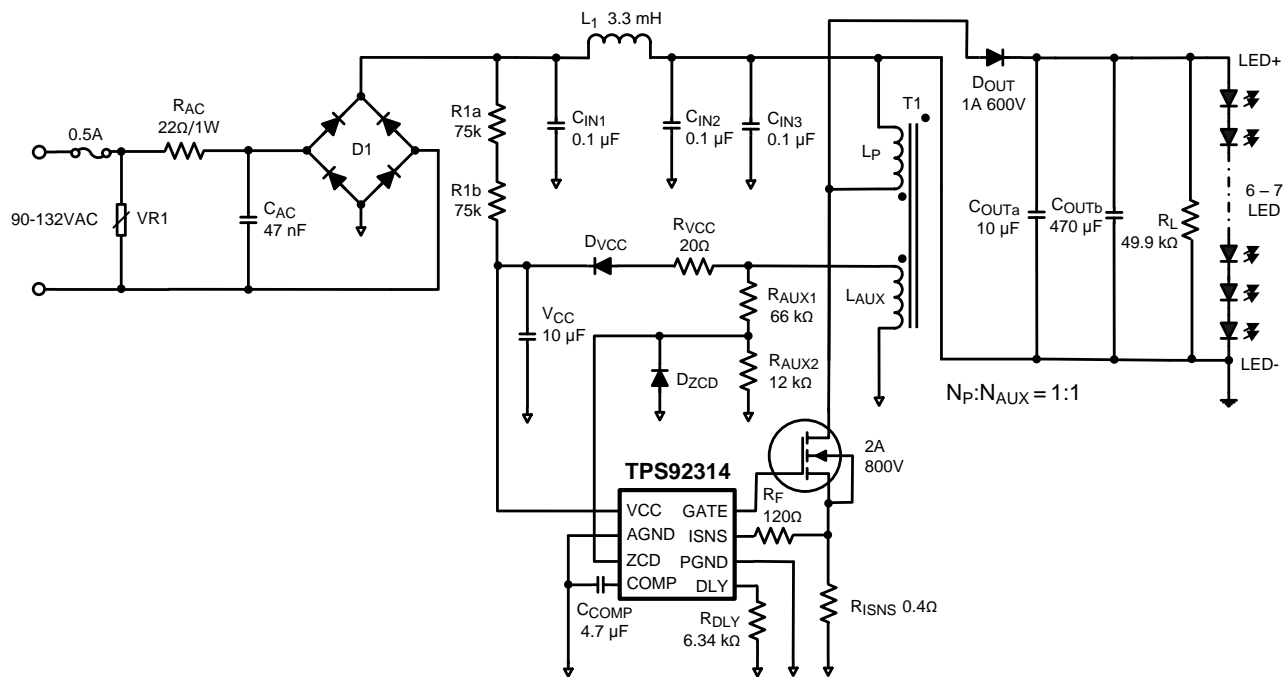 L1 3.3 mH
0.5A
RAC
22Ω/1W
D1
90-132VAC
VR1
CAC
47 nF
R1a
75k
R1b
75k
CIN1
0.1 µF
CIN2
0.1 µF
CIN3
0.1 µF
LP
T1
DOUT
1A 600V
LED+
COUTa
10 µF
COUTb
470 µF
RL
49.9 kΩ
6 – 7
LED
LED-
DVCC
RVCC
20Ω
VCC
10 µF
RAUX1
66 kΩ
LAUX
DZCD
RAUX2
12 kΩ
NP:NAUX = 1:1
2A
800V
TPS92314
VCC GATE
AGND ISNS
ZCD PGND
COMP DLY
RF
120Ω
CCOMP
4.7 µF
RDLY
6.34 kΩ
RISNS 0.4Ω